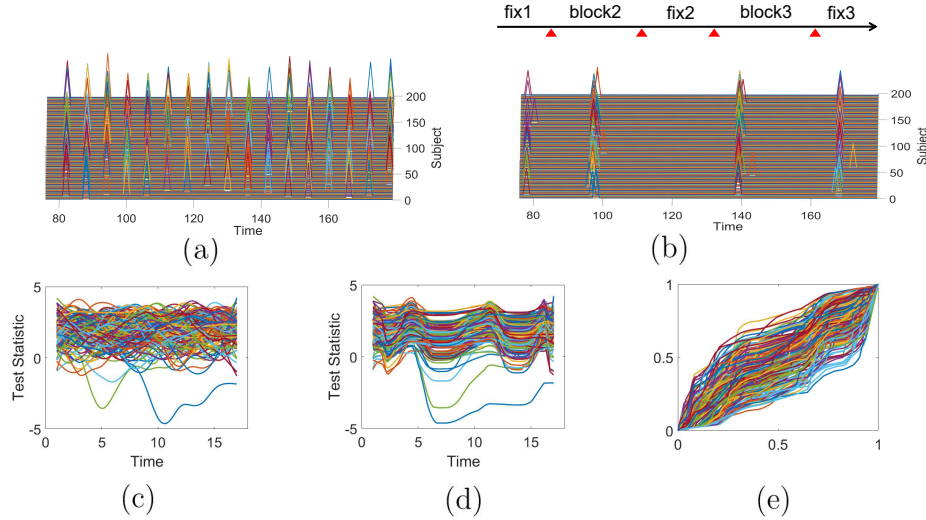 fix1 block2 fix2 block3 fix3
200
150
100
50
0
Subject
80 100 120 140 160
Time
(a)
200
150
100
50
0
Subject
80 100 120 140 160
Time
(b)
5
0
-5
Test Statistic
0 5 10 15
Time
(c)
5
0
-5
Test Statistic
0 5 10 15
Time
(d)
1
0.5
0
0 0.5 1
(e)